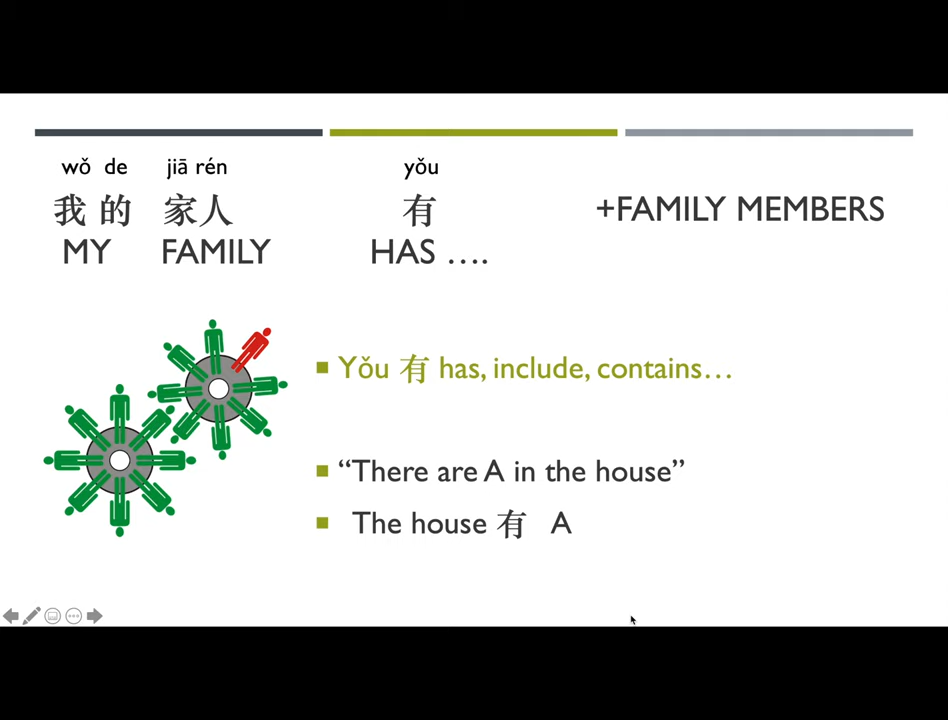 wǒ de jiā rén yǒu
我 的 家人 有 +FAMILY MEMBERS
MY FAMILY HAS ….
Yǒu 有 has, include, contains…
“There are A in the house”
The house 有 A